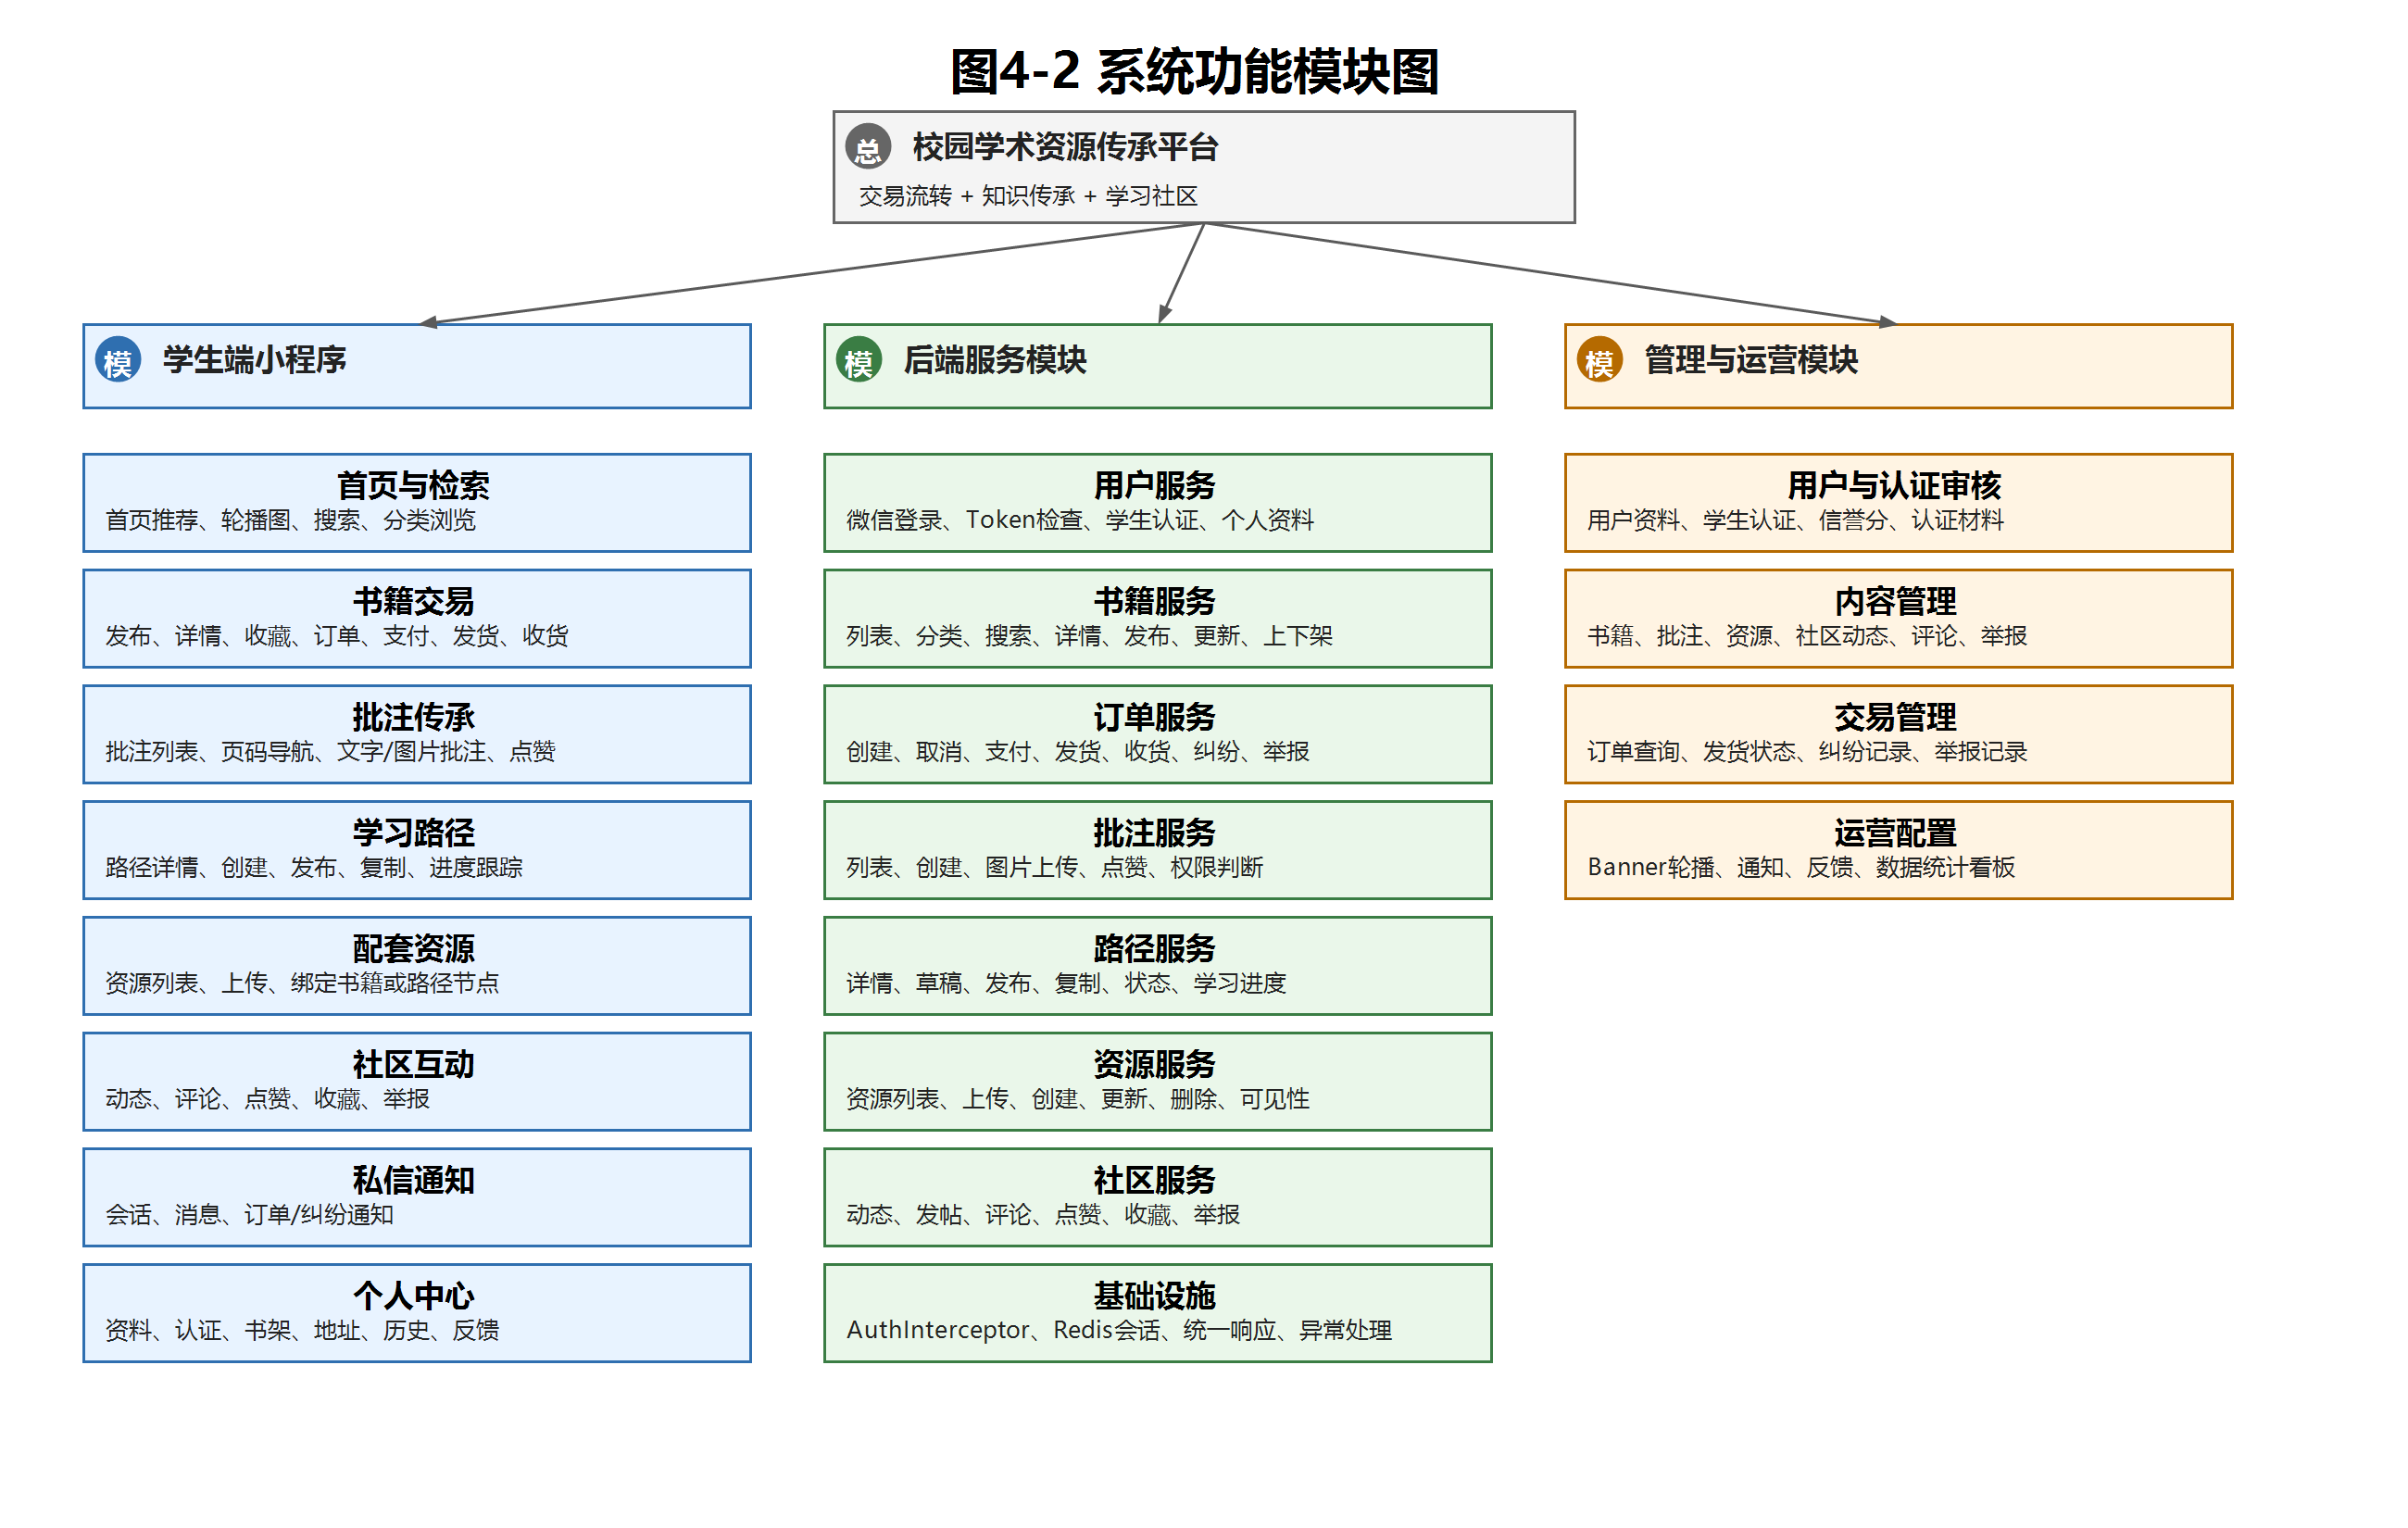 图4-2 系统功能模块图
总 校园学术资源传承平台
交易流转 + 知识传承 + 学习社区
模 学生端小程序
首页与检索
首页推荐、轮播图、搜索、分类浏览
书籍交易
发布、详情、收藏、订单、支付、发货、收货
批注传承
批注列表、页码导航、文字/图片批注、点赞
学习路径
路径详情、创建、发布、复制、进度跟踪
配套资源
资源列表、上传、绑定书籍或路径节点
社区互动
动态、评论、点赞、收藏、举报
私信通知
会话、消息、订单/纠纷通知
个人中心
资料、认证、书架、地址、历史、反馈
模 后端服务模块
用户服务
微信登录、Token检查、学生认证、个人资料
书籍服务
列表、分类、搜索、详情、发布、更新、上下架
订单服务
创建、取消、支付、发货、收货、纠纷、举报
批注服务
列表、创建、图片上传、点赞、权限判断
路径服务
详情、草稿、发布、复制、状态、学习进度
资源服务
资源列表、上传、创建、更新、删除、可见性
社区服务
动态、发帖、评论、点赞、收藏、举报
基础设施
AuthInterceptor、Redis会话、统一响应、异常处理
模 管理与运营模块
用户与认证审核
用户资料、学生认证、信誉分、认证材料
内容管理
书籍、批注、资源、社区动态、评论、举报
交易管理
订单查询、发货状态、纠纷记录、举报记录
运营配置
Banner轮播、通知、反馈、数据统计看板